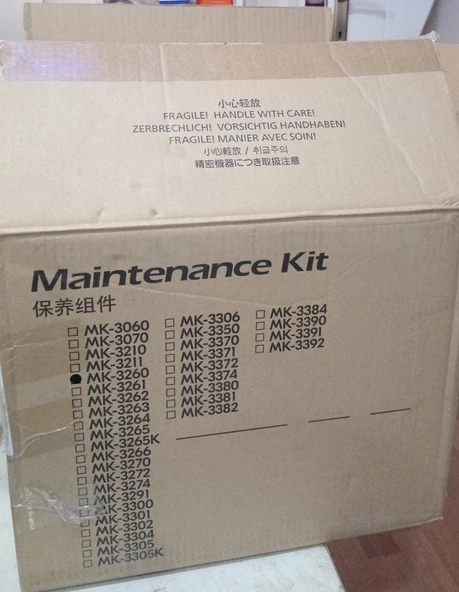 小心轻放
FRAGILE! HANDLE WITH CARE!
ZERBRECHLICH! VORSICHTIG HANDHABEN!
FRAGILE! MANIER AVEC SOIN!
小心輕放 / 취급주의
精密機器につき取扱注意
Maintenance Kit
保养组件
MK-3060
MK-3070
MK-3210
MK-3211
MK-3260
MK-3261
MK-3262
MK-3263
MK-3264
MK-3265
MK-3265K
MK-3266
MK-3270
MK-3272
MK-3274
MK-3291
MK-3300
MK-3301
MK-3302
MK-3304
MK-3305
MK-3305K
MK-3306
MK-3350
MK-3370
MK-3371
MK-3372
MK-3374
MK-3380
MK-3381
MK-3382
MK-3384
MK-3390
MK-3391
MK-3392